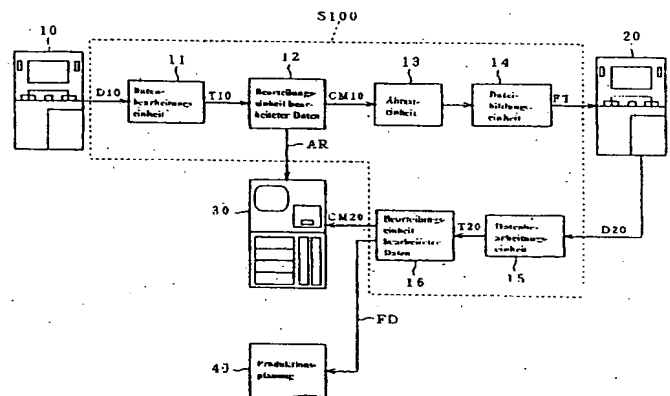 S100
10
20
11
12
13
14
Daten-
bearbeitungs-
einheit
Beurteilungs-
einheit bear-
beiteter Daten
Abrast-
einheit
Datei-
bildungs-
einheit
D10
T10
CM10
FT
AR
30
CM20
Beurteilungs-
einheit
bearbeiteter
Daten
T20
Datenbe-
arbeitungs-
einheit
D20
16
15
FD
40
Produktions-
planung